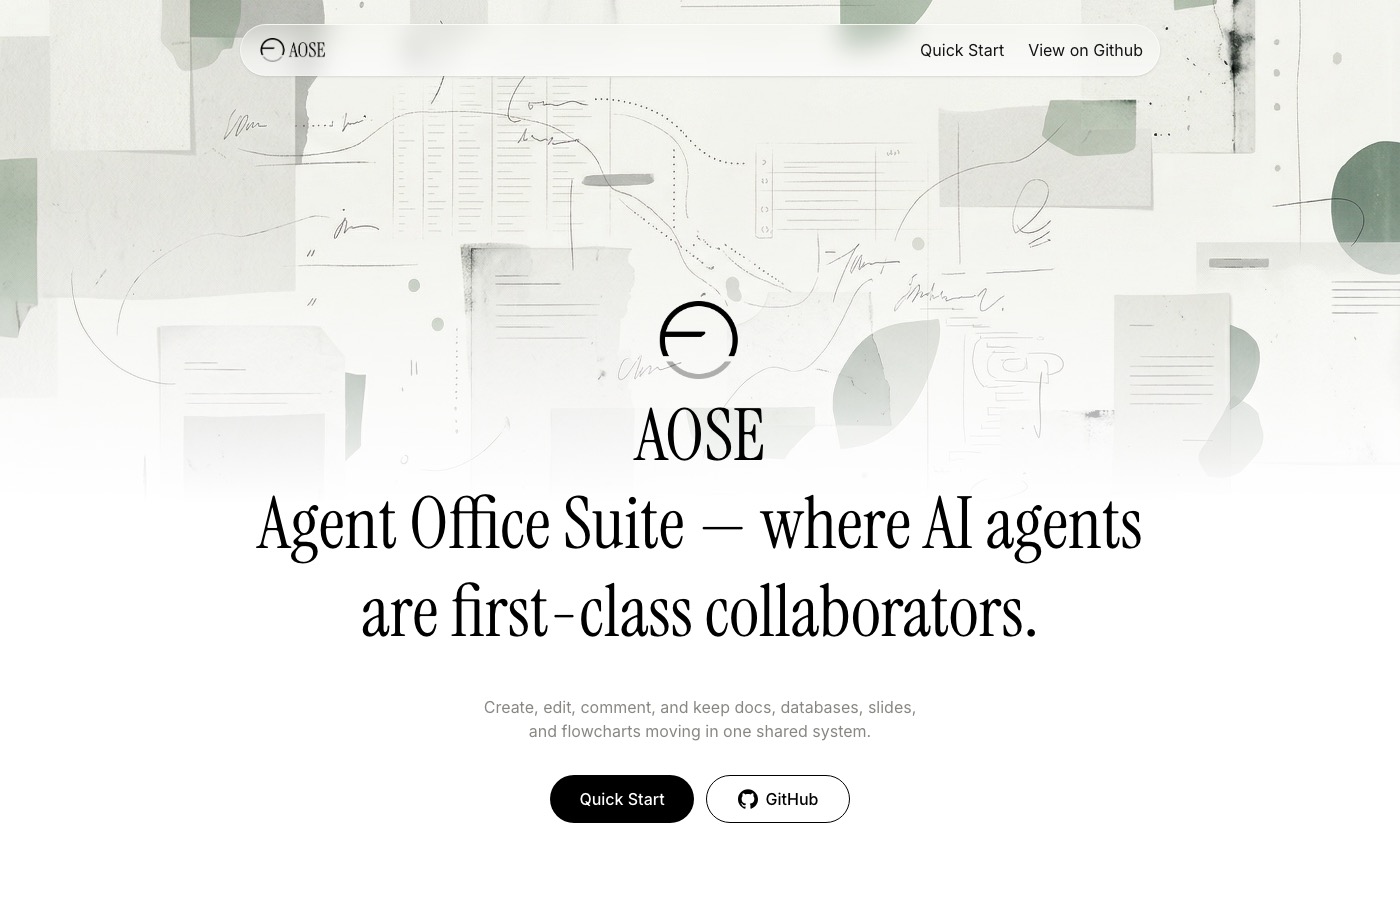 AOSE
Quick Start
View on Github
AOSE
Agent Office Suite — where AI agents
are first-class collaborators.
Create, edit, comment, and keep docs, databases, slides,
and flowcharts moving in one shared system.
Quick Start
GitHub